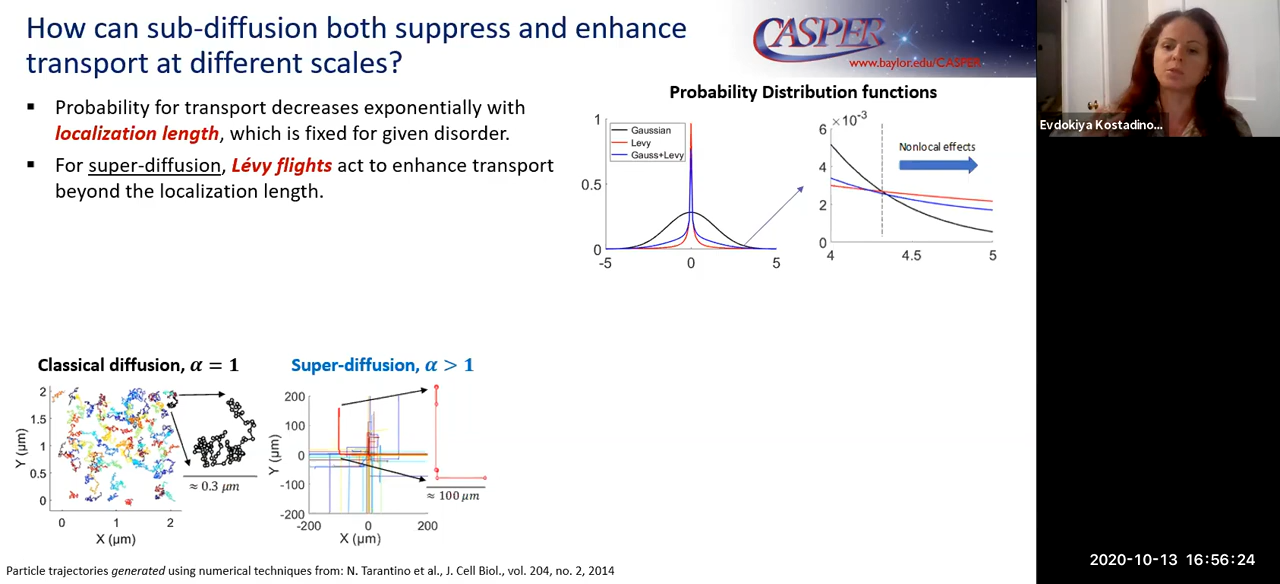 How can sub-diffusion both suppress and enhance
transport at different scales?
CASPER
www.baylor.edu/CASPER
▪ Probability for transport decreases exponentially with
localization length, which is fixed for given disorder.
▪ For super-diffusion, Lévy flights act to enhance transport
beyond the localization length.
Probability Distribution functions
1
0.5
0
-5
0
5
Gaussian
Levy
Gauss+Levy
6
×10⁻³
4
2
0
4
4.5
5
Nonlocal effects
Evdokiya Kostadino...
Classical diffusion, α = 1
2
1.5
1
0.5
0
Y (μm)
0
1
2
X (μm)
≈ 0.3 μm
Super-diffusion, α > 1
200
100
0
-100
-200
Y (μm)
-200
0
200
X (μm)
≈ 100 μm
Particle trajectories generated using numerical techniques from: N. Tarantino et al., J. Cell Biol., vol. 204, no. 2, 2014
2020-10-13 16:56:24